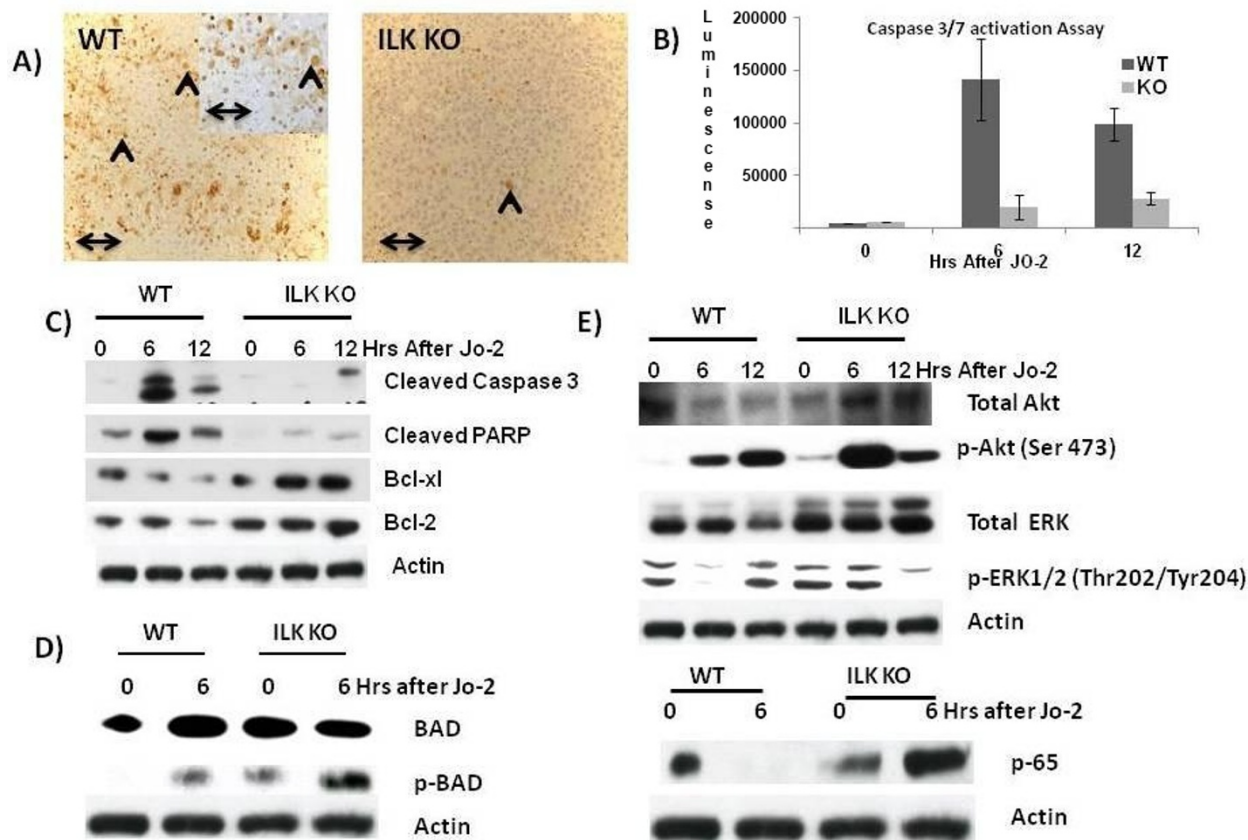 A)
WT
ILK KO
B)
Luminescense
Caspase 3/7 activation Assay
200000
150000
100000
50000
WT
KO
0
6
12
Hrs After JO-2
C)
WT
ILK KO
0 6 12 0 6 12 Hrs After Jo-2
Cleaved Caspase 3
Cleaved PARP
Bcl-xl
Bcl-2
Actin
D)
WT
ILK KO
0 6 0 6 Hrs after Jo-2
BAD
p-BAD
Actin
E)
WT
ILK KO
0 6 12 0 6 12 Hrs After Jo-2
Total Akt
p-Akt (Ser 473)
Total ERK
p-ERK1/2 (Thr202/Tyr204)
Actin
WT
ILK KO
0 6 0 6 Hrs after Jo-2
p-65
Actin